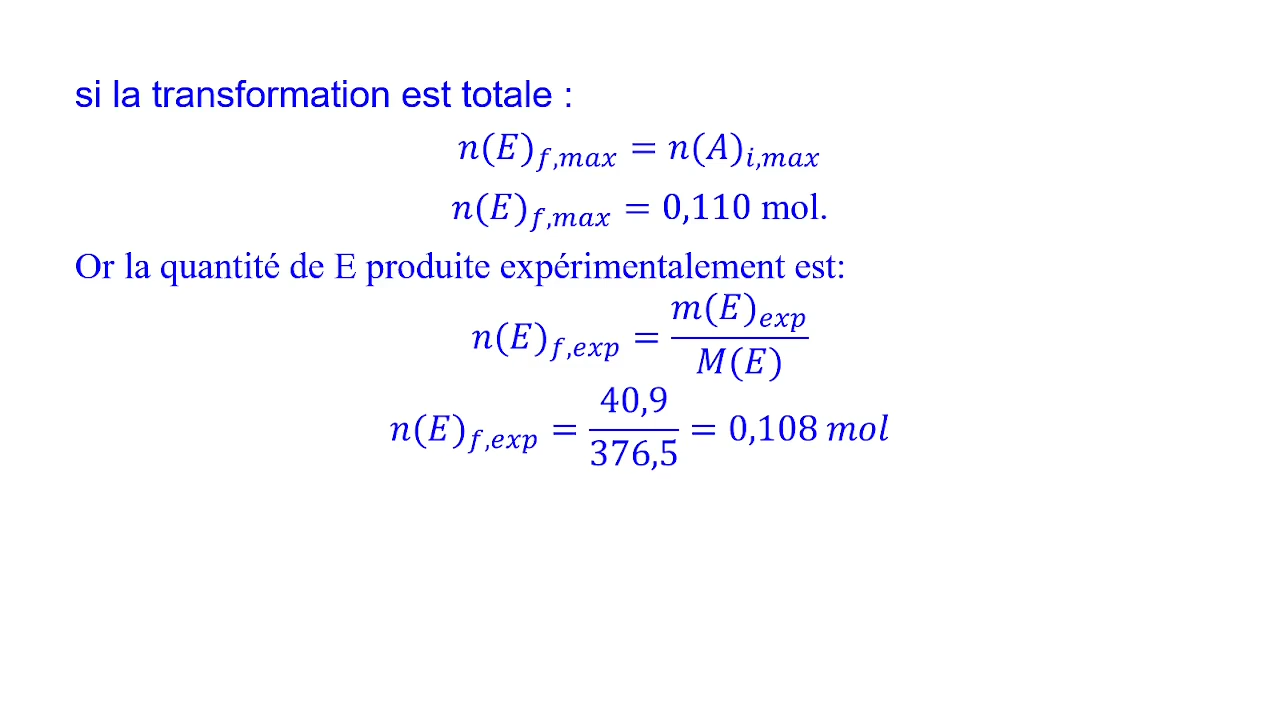 si la transformation est totale :
n(E)f,max = n(A)i,max
n(E)f,max = 0,110 mol.
Or la quantité de E produite expérimentalement est:
n(E)f,exp = m(E)exp / M(E)
n(E)f,exp = 40,9 / 376,5 = 0,108 mol